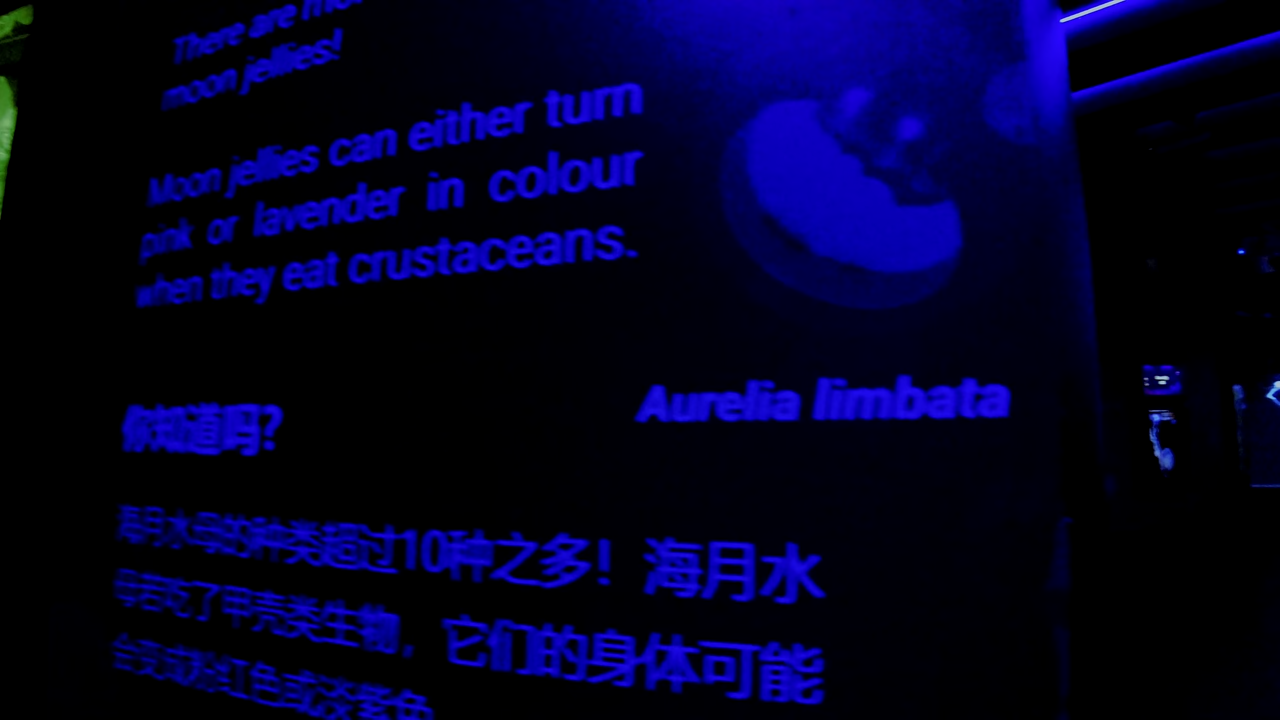 There are mo
moon jellies!
Moon jellies can either turn
pink or lavender in colour
when they eat crustaceans.
Aurelia limbata
你知道吗?
海月水母的种类超过10种之多! 海月水
母若吃了甲壳类生物, 它们的身体可能
会变成粉红色或淡紫色